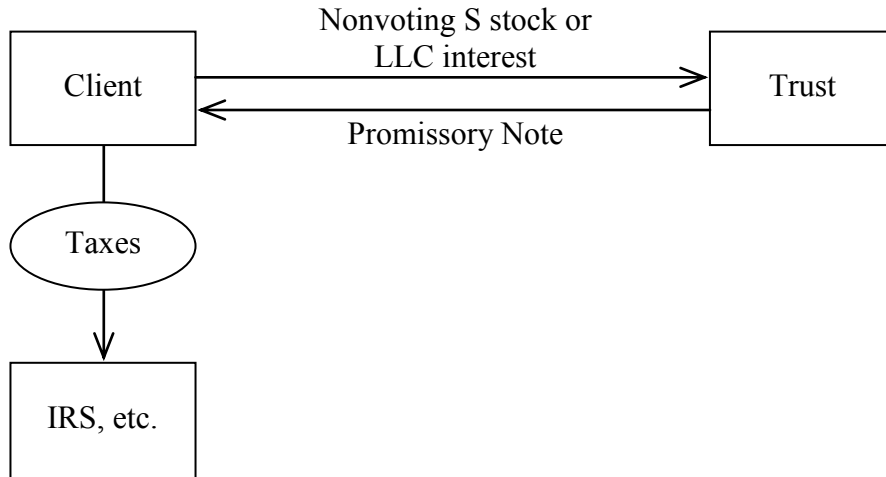 Nonvoting S stock or
LLC interest
Client
Trust
Promissory Note
Taxes
IRS, etc.